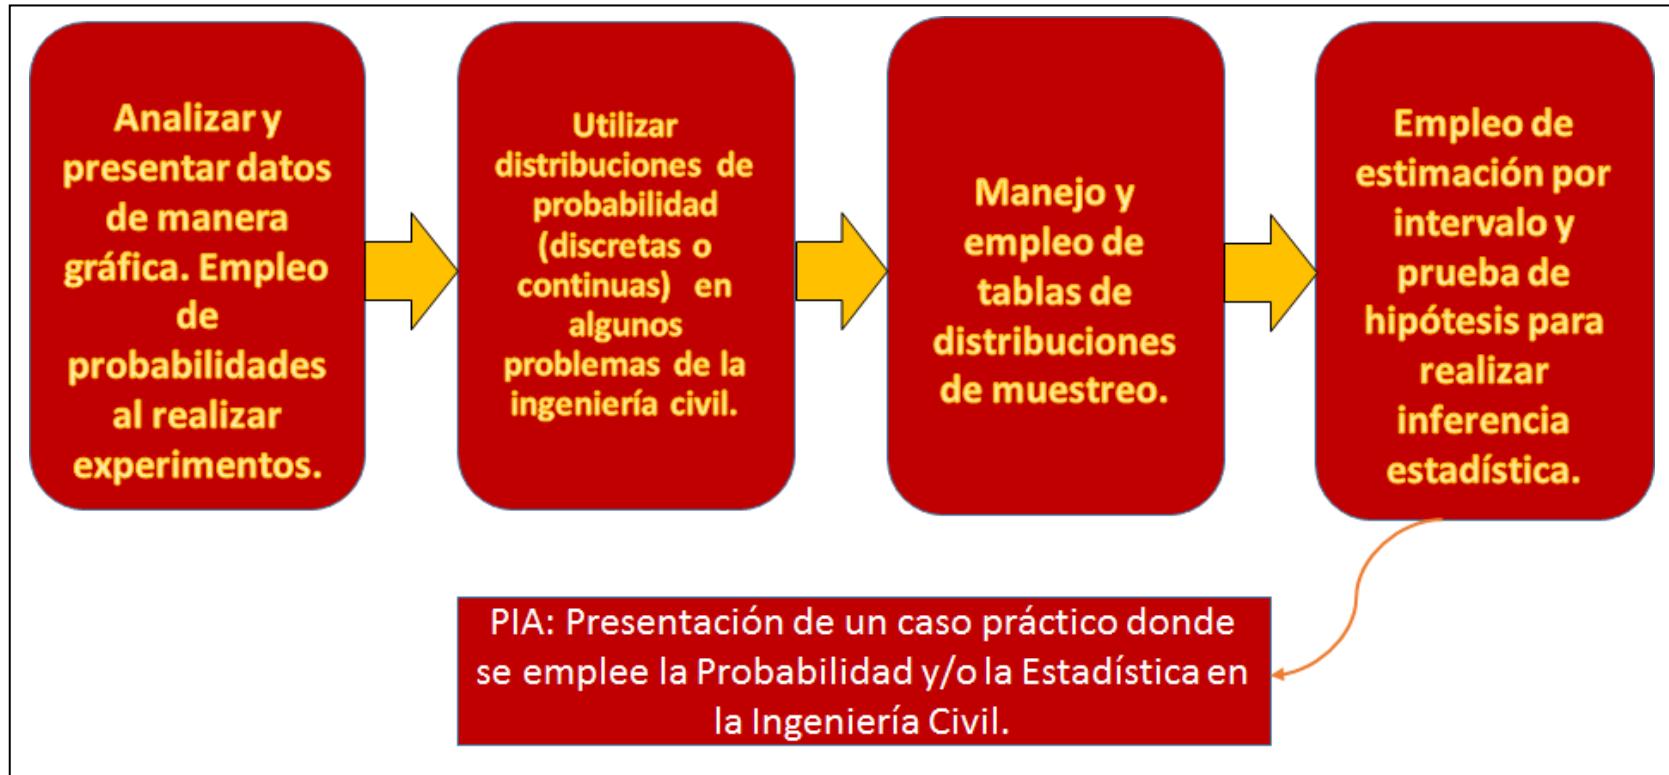 Analizar y
presentar datos
de manera
gráfica. Empleo
de
probabilidades
al realizar
experimentos.
Utilizar
distribuciones de
probabilidad
(discretas o
continuas) en
algunos
problemas de la
ingeniería civil.
Manejo y
empleo de
tablas de
distribuciones
de muestreo.
Empleo de
estimación por
intervalo y
prueba de
hipótesis para
realizar
inferencia
estadística.
PIA: Presentación de un caso práctico donde
se emplee la Probabilidad y/o la Estadística en
la Ingeniería Civil.